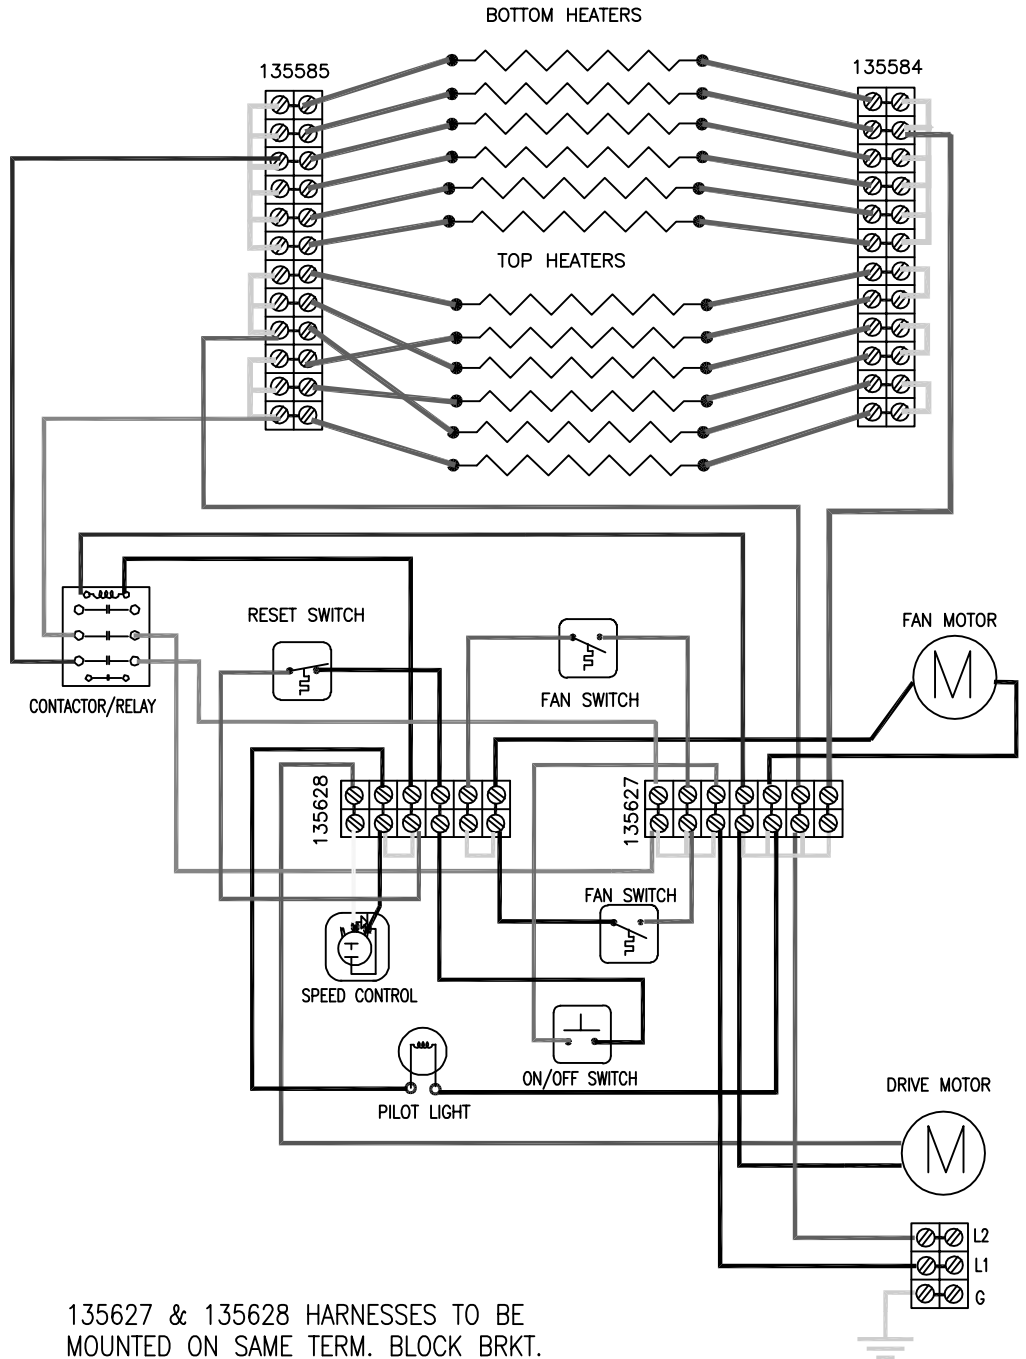 BOTTOM HEATERS
135585
135584
TOP HEATERS
RESET SWITCH
FAN SWITCH
FAN MOTOR
M
CONTACTOR/RELAY
135628
135627
FAN SWITCH
SPEED CONTROL
ON/OFF SWITCH
PILOT LIGHT
DRIVE MOTOR
M
L2
L1
G
135627 & 135628 HARNESSES TO BE
MOUNTED ON SAME TERM. BLOCK BRKT.